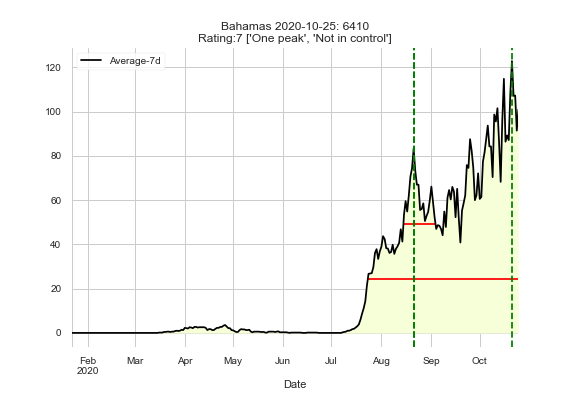 Bahamas 2020-10-25: 6410
Rating:7 ['One peak', 'Not in control']
Average-7d
120
100
80
60
40
20
0
Feb Mar Apr May Jun Jul Aug Sep Oct
2020
Date